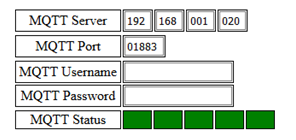 MQTT Server 192 168 001 020
MQTT Port 01883
MQTT Username
MQTT Password
MQTT Status